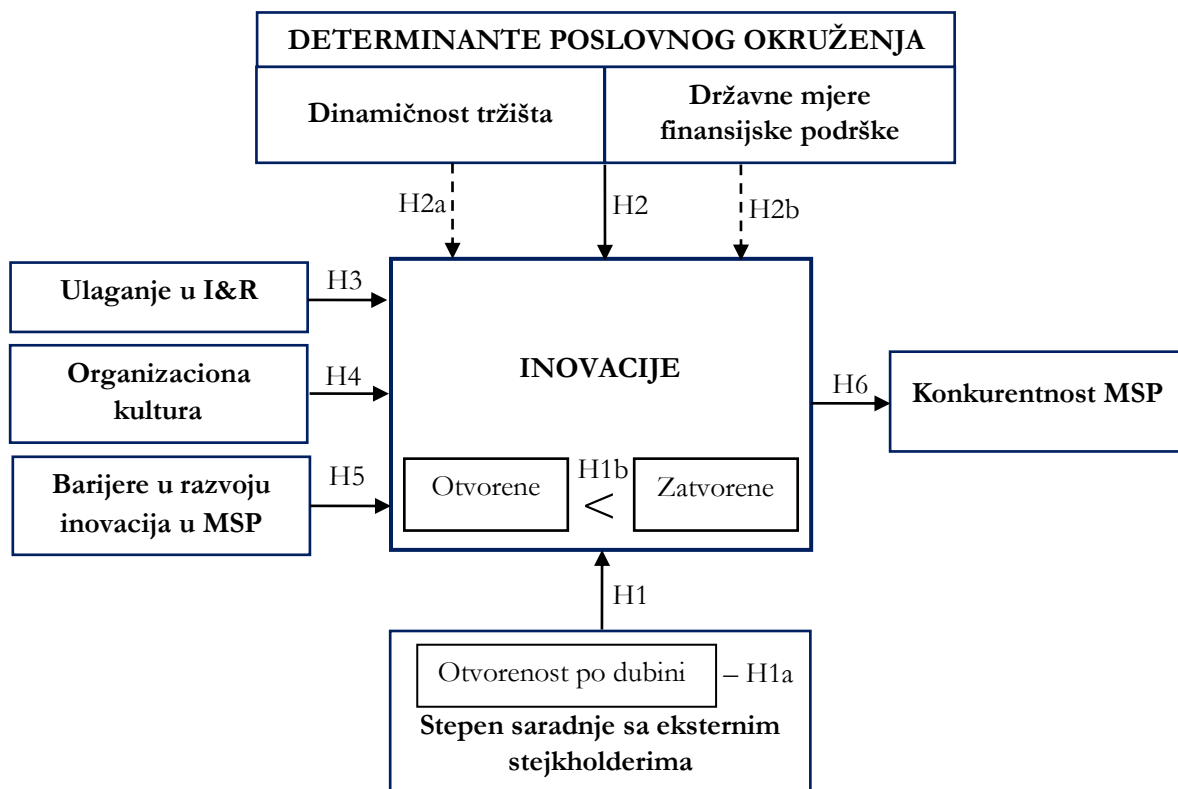 DETERMINANTE POSLOVNOG OKRUŽENJA
Dinamičnost tržišta
Državne mjere
finansijske podrške
H2a
H2
H2b
Ulaganje u I&R
H3
Organizaciona
kultura
H4
Barijere u razvoju
inovacija u MSP
H5
INOVACIJE
Otvorene
H1b
<
Zatvorene
H6
Konkurentnost MSP
H1
Otvorenost po dubini
– H1a
Stepen saradnje sa eksternim
stejkholderima